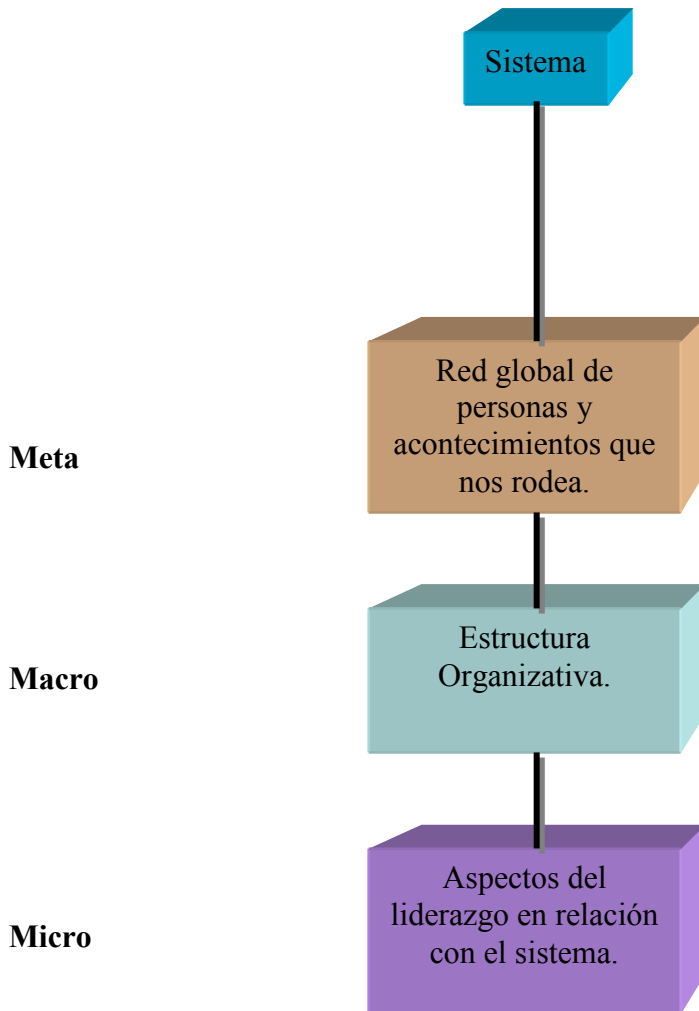 Sistema
Red global de
personas y
acontecimientos que
nos rodea.
Meta
Estructura
Organizativa.
Macro
Aspectos del
liderazgo en relación
con el sistema.
Micro